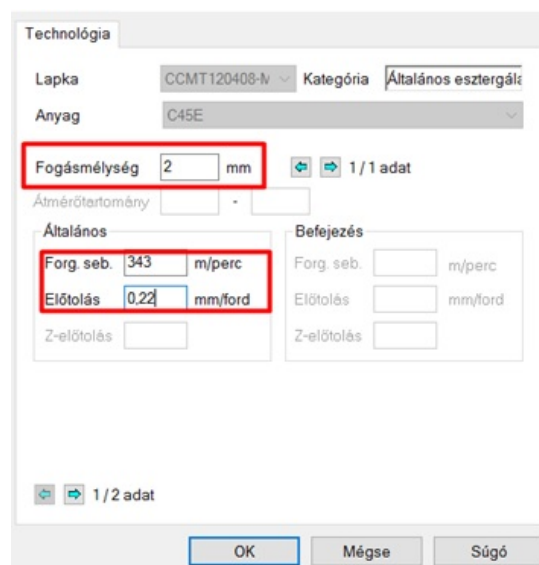 Technológia
Lapka CCMT120408-M Kategória Általános esztergála
Anyag C45E
Fogásmélység 2 mm 1 / 1 adat
Átmérőtartomány -
Általános Befejezés
Forg. seb. 343 m/perc Forg. seb. m/perc
Előtolás 0,22 mm/ford Előtolás mm/ford
Z-előtolás Z-előtolás
1 / 2 adat
OK Mégse Súgó